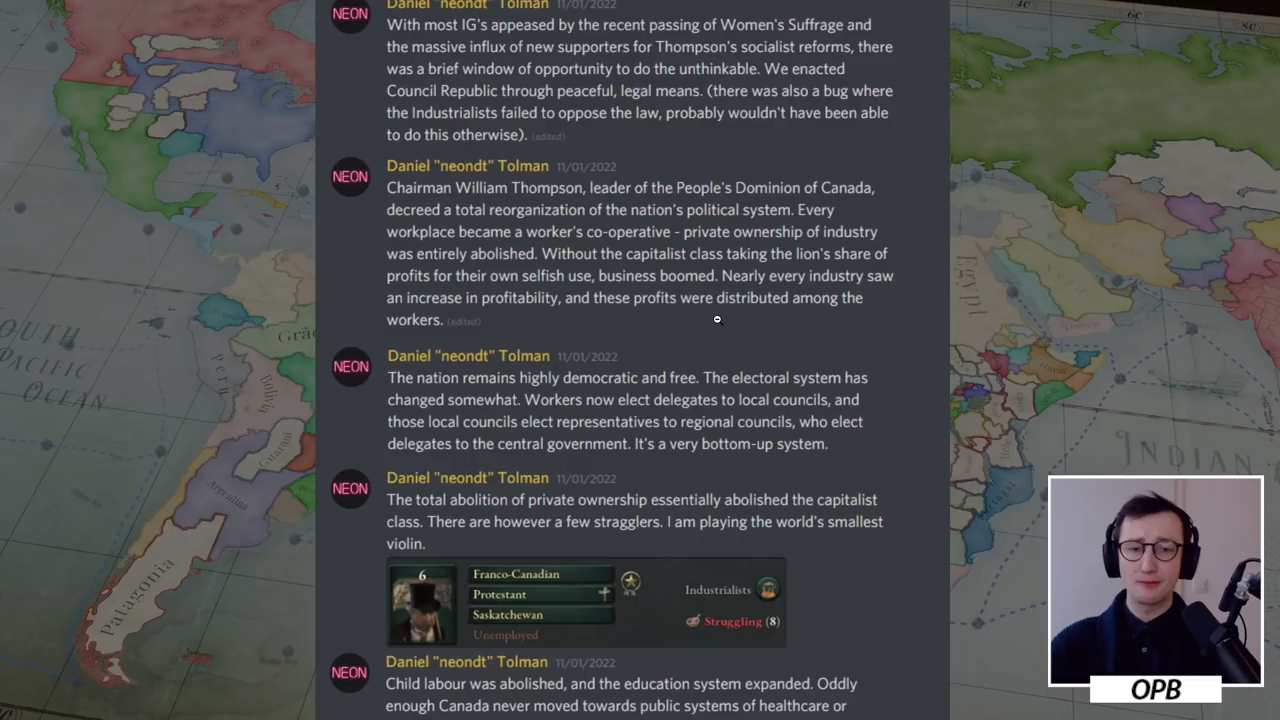 Daniel "neondt" Tolman 11/01/2022
NEON
With most IG's appeased by the recent passing of Women's Suffrage and
the massive influx of new supporters for Thompson's socialist reforms, there
was a brief window of opportunity to do the unthinkable. We enacted
Council Republic through peaceful, legal means. (there was also a bug where
the Industrialists failed to oppose the law, probably wouldn't have been able
to do this otherwise). (edited)
Daniel "neondt" Tolman 11/01/2022
NEON
Chairman William Thompson, leader of the People's Dominion of Canada,
decreed a total reorganization of the nation's political system. Every
workplace became a worker's co-operative - private ownership of industry
was entirely abolished. Without the capitalist class taking the lion's share of
profits for their own selfish use, business boomed. Nearly every industry saw
an increase in profitability, and these profits were distributed among the
workers. (edited)
Daniel "neondt" Tolman 11/01/2022
NEON
The nation remains highly democratic and free. The electoral system has
changed somewhat. Workers now elect delegates to local councils, and
those local councils elect representatives to regional councils, who elect
delegates to the central government. It's a very bottom-up system.
Daniel "neondt" Tolman 11/01/2022
NEON
The total abolition of private ownership essentially abolished the capitalist
class. There are however a few stragglers. I am playing the world's smallest
violin.
6
Franco-Canadian
Protestant
Saskatchewan
Unemployed
Industrialists
Struggling (8)
Daniel "neondt" Tolman 11/01/2022
NEON
Child labour was abolished, and the education system expanded. Oddly
enough Canada never moved towards public systems of healthcare or
SOUTH
PACIFIC
OCEAN
Peru
Bolivia
Grão
Guaraní
Argentina
Patagonia
Egypt
Yemen
INDIAN
OPB